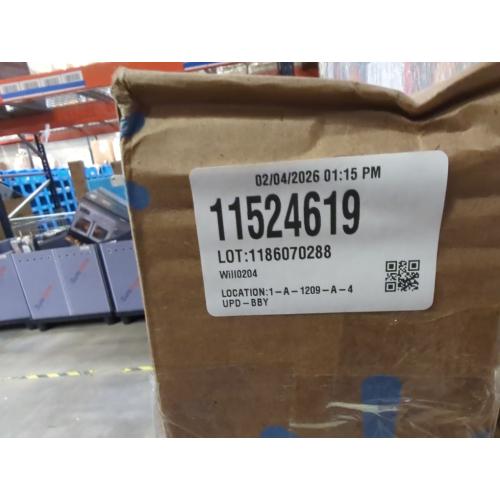 02/04/2026 01:15 PM
11524619
LOT:1186070288
Will0204
LOCATION:1-A-1209-A-4
UPD-BBY